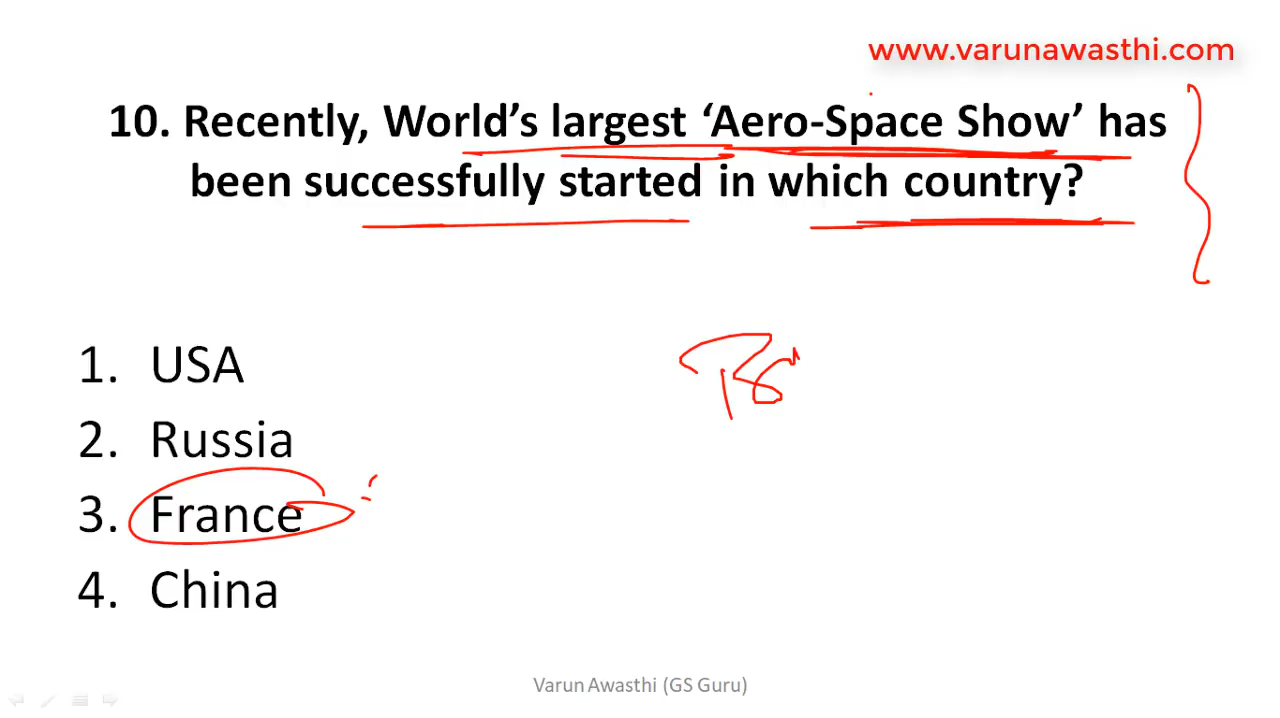 www.varunawasthi.com
10. Recently, World’s largest ‘Aero-Space Show’ has
been successfully started in which country?
1. USA
2. Russia
3. France
4. China
Varun Awasthi (GS Guru)